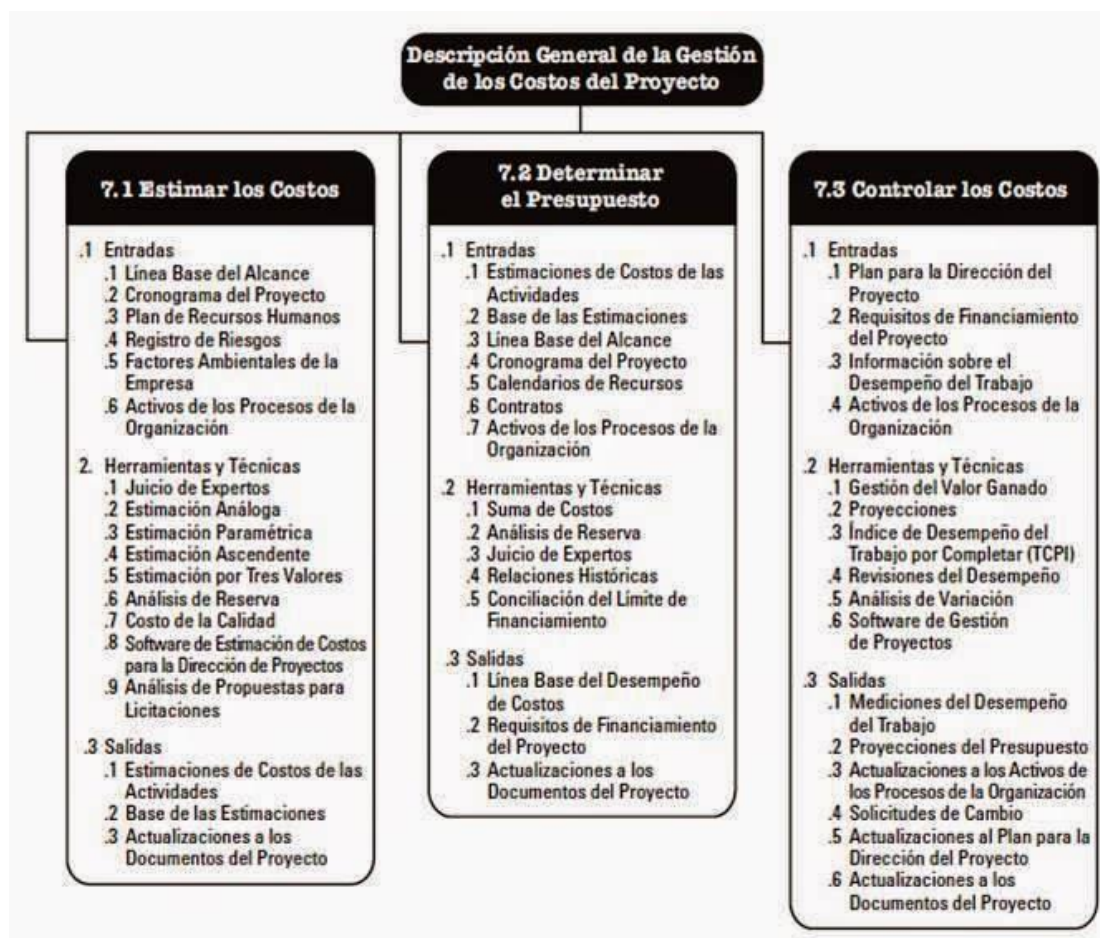 Descripción General de la Gestión
de los Costos del Proyecto
7.1 Estimar los Costos
.1 Entradas
.1 Línea Base del Alcance
.2 Cronograma del Proyecto
.3 Plan de Recursos Humanos
.4 Registro de Riesgos
.5 Factores Ambientales de la
Empresa
.6 Activos de los Procesos de la
Organización
2. Herramientas y Técnicas
.1 Juicio de Expertos
.2 Estimación Análoga
.3 Estimación Paramétrica
.4 Estimación Ascendente
.5 Estimación por Tres Valores
.6 Análisis de Reserva
.7 Costo de la Calidad
.8 Software de Estimación de Costos
para la Dirección de Proyectos
.9 Análisis de Propuestas para
Licitaciones
.3 Salidas
.1 Estimaciones de Costos de las
Actividades
.2 Base de las Estimaciones
.3 Actualizaciones a los
Documentos del Proyecto
7.2 Determinar
el Presupuesto
.1 Entradas
.1 Estimaciones de Costos de las
Actividades
.2 Base de las Estimaciones
.3 Línea Base del Alcance
.4 Cronograma del Proyecto
.5 Calendarios de Recursos
.6 Contratos
.7 Activos de los Procesos de la
Organización
.2 Herramientas y Técnicas
.1 Suma de Costos
.2 Análisis de Reserva
.3 Juicio de Expertos
.4 Relaciones Históricas
.5 Conciliación del Límite de
Financiamiento
.3 Salidas
.1 Línea Base del Desempeño
de Costos
.2 Requisitos de Financiamiento
del Proyecto
.3 Actualizaciones a los
Documentos del Proyecto
7.3 Controlar los Costos
.1 Entradas
.1 Plan para la Dirección del
Proyecto
.2 Requisitos de Financiamiento
del Proyecto
.3 Información sobre el
Desempeño del Trabajo
.4 Activos de los Procesos de la
Organización
.2 Herramientas y Técnicas
.1 Gestión del Valor Ganado
.2 Proyecciones
.3 Índice de Desempeño del
Trabajo por Completar (TCPI)
.4 Revisiones del Desempeño
.5 Análisis de Variación
.6 Software de Gestión
de Proyectos
.3 Salidas
.1 Mediciones del Desempeño
del Trabajo
.2 Proyecciones del Presupuesto
.3 Actualizaciones a los Activos de
los Procesos de la Organización
.4 Solicitudes de Cambio
.5 Actualizaciones al Plan para la
Dirección del Proyecto
.6 Actualizaciones a los
Documentos del Proyecto